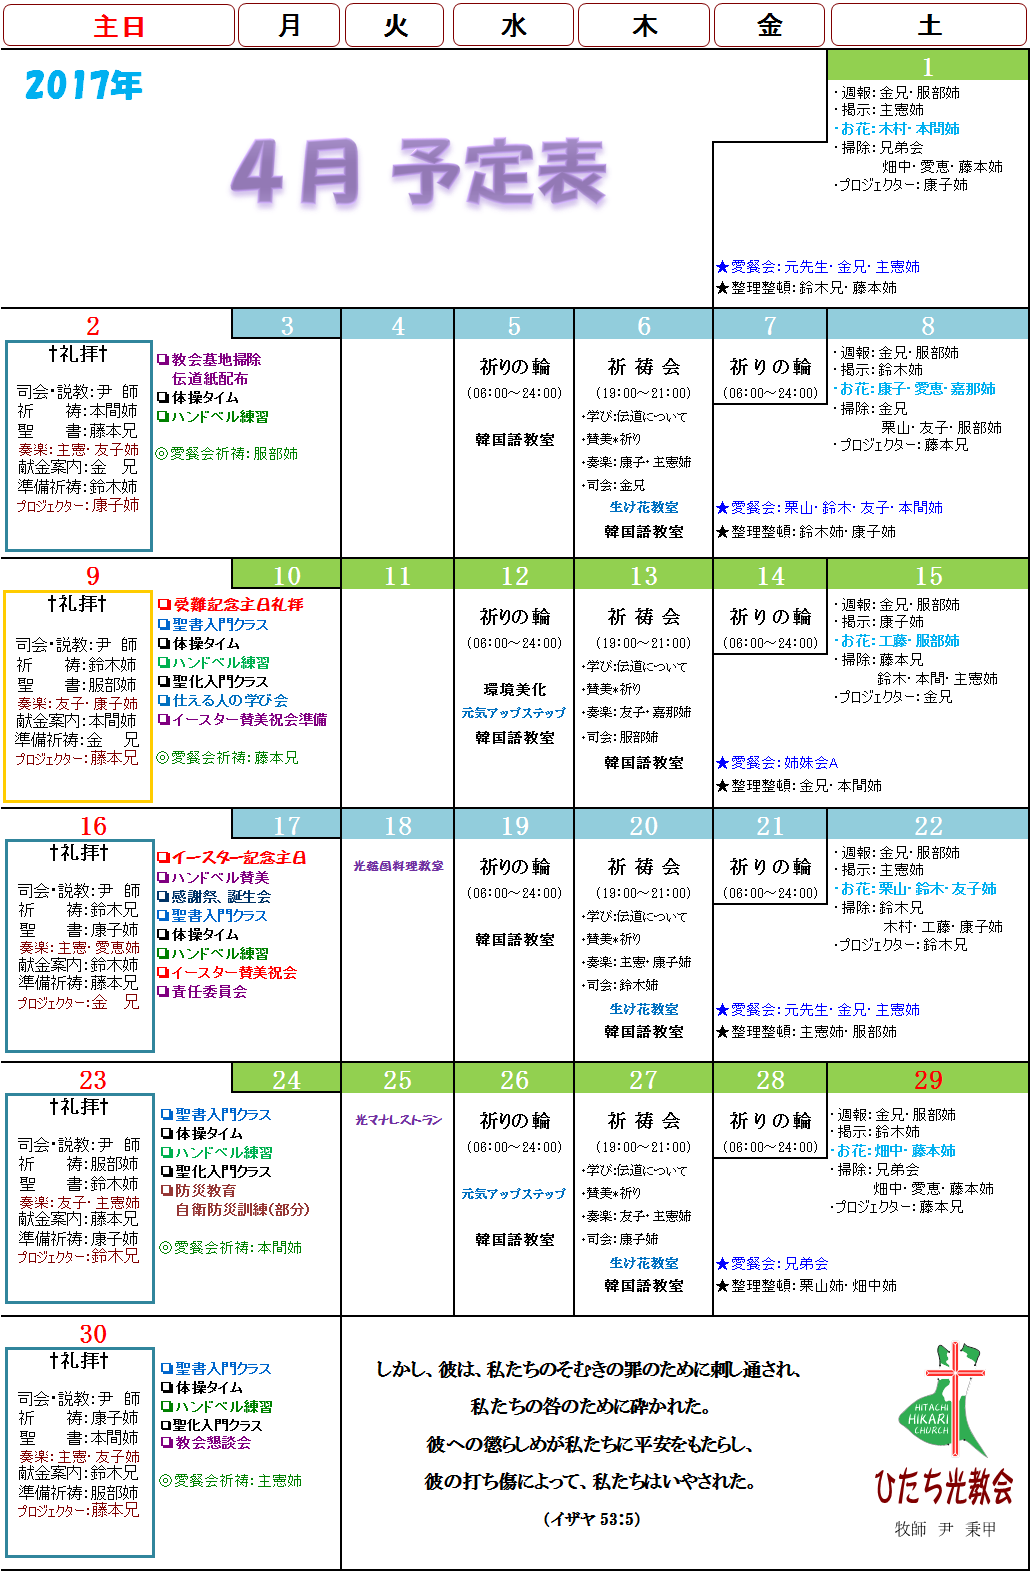 主日 月 火 水 木 金 土
2017年
4月 予定表
1
・週報：金兄・服部姉
・掲示：主憲姉
・お花：木村・本間姉
・掃除：兄弟会
畑中・愛恵・藤本姉
・プロジェクター：康子姉
★愛餐会：元先生・金兄・主憲姉
★整理整頓：鈴木兄・藤本姉
2 3 4 5 6 7 8
✝礼拝✝
司会・説教：尹 師
祈 祷：本間姉
聖 書：藤本兄
奏楽：主憲・友子姉
献金案内：金 兄
準備祈祷：鈴木姉
プロジェクター：康子姉
❑教会墓地掃除
伝道紙配布
❑体操タイム
❑ハンドベル練習
◎愛餐会祈祷：服部姉
祈りの輪
(06:00～24:00)
韓国語教室
祈 祷 会
(19:00～21:00)
・学び:伝道について
・賛美*祈り
・奏楽：康子・主憲姉
・司会：金兄
生け花教室
韓国語教室
祈りの輪
(06:00～24:00)
・週報：金兄・服部姉
・掲示：鈴木姉
・お花：康子・愛恵・嘉那姉
・掃除：金兄
栗山・友子・服部姉
・プロジェクター：藤本兄
★愛餐会：栗山・鈴木・友子・本間姉
★整理整頓：鈴木姉・康子姉
9 10 11 12 13 14 15
✝礼拝✝
司会・説教：尹 師
祈 祷：鈴木姉
聖 書：服部姉
奏楽：友子・康子姉
献金案内：本間姉
準備祈祷：金 兄
プロジェクター：藤本兄
❑受難記念主日礼拝
❑聖書入門クラス
❑体操タイム
❑ハンドベル練習
❑聖化入門クラス
❑仕える人の学び会
❑イースター賛美祝会準備
◎愛餐会祈祷：藤本兄
祈りの輪
(06:00～24:00)
環境美化
元気アップステップ
韓国語教室
祈 祷 会
(19:00～21:00)
・学び:伝道について
・賛美*祈り
・奏楽：友子・嘉那姉
・司会：服部姉
韓国語教室
祈りの輪
(06:00～24:00)
・週報：金兄・服部姉
・掲示：康子姉
・お花：工藤・服部姉
・掃除：藤本兄
鈴木・本間・主憲姉
・プロジェクター：金兄
★愛餐会：姉妹会A
★整理整頓：金兄・本間姉
16 17 18 19 20 21 22
✝礼拝✝
司会・説教：尹 師
祈 祷：鈴木兄
聖 書：康子姉
奏楽：主憲・愛恵姉
献金案内：鈴木姉
準備祈祷：藤本兄
プロジェクター：金 兄
❑イースター記念主日
❑ハンドベル賛美
❑感謝祭、誕生会
❑聖書入門クラス
❑体操タイム
❑ハンドベル練習
❑イースター賛美祝会
❑責任委員会
光韓国料理教室
祈りの輪
(06:00～24:00)
韓国語教室
祈 祷 会
(19:00～21:00)
・学び:伝道について
・賛美*祈り
・奏楽：主憲・康子姉
・司会：鈴木姉
生け花教室
韓国語教室
祈りの輪
(06:00～24:00)
・週報：金兄・服部姉
・掲示：主憲姉
・お花：栗山・鈴木・友子姉
・掃除：鈴木兄
木村・工藤・康子姉
・プロジェクター：鈴木兄
★愛餐会：元先生・金兄・主憲姉
★整理整頓：主憲姉・服部姉
23 24 25 26 27 28 29
✝礼拝✝
司会・説教：尹 師
祈 祷：服部姉
聖 書：鈴木姉
奏楽：友子・主憲姉
献金案内：藤本兄
準備祈祷：康子姉
プロジェクター：鈴木兄
❑聖書入門クラス
❑体操タイム
❑ハンドベル練習
❑聖化入門クラス
❑防災教育
自衛防災訓練(部分)
◎愛餐会祈祷：本間姉
光マナレストラン
祈りの輪
(06:00～24:00)
元気アップステップ
韓国語教室
祈 祷 会
(19:00～21:00)
・学び:伝道について
・賛美*祈り
・奏楽：友子・主憲姉
・司会：康子姉
生け花教室
韓国語教室
祈りの輪
(06:00～24:00)
・週報：金兄・服部姉
・掲示：鈴木姉
・お花：畑中・藤本姉
・掃除：兄弟会
畑中・愛恵・藤本姉
・プロジェクター：藤本兄
★愛餐会：兄弟会
★整理整頓：栗山姉・畑中姉
30
✝礼拝✝
司会・説教：尹 師
祈 祷：康子姉
聖 書：本間姉
奏楽：主憲・友子姉
献金案内：鈴木兄
準備祈祷：服部姉
プロジェクター：藤本兄
❑聖書入門クラス
❑体操タイム
❑ハンドベル練習
❑聖化入門クラス
❑教会懇談会
◎愛餐会祈祷：主憲姉
しかし、彼は、私たちのそむきの罪のために刺し通され、
私たちの咎のために砕かれた。
彼への懲らしめが私たちに平安をもたらし、
彼の打ち傷によって、私たちはいやされた。
(イザヤ 53:5)
HITACHI
HIKARI
CHURCH
ひたち光教会
牧師 尹 秉甲